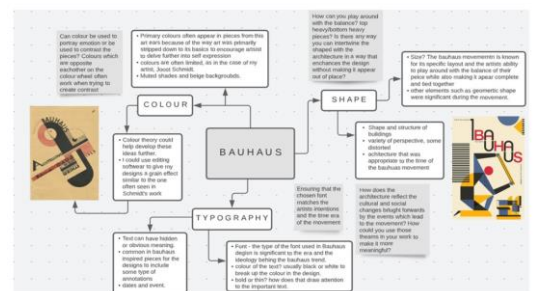 Can colour be used to
portray emotion or be
used to contrast the
pieces? Colours which are
opposite
eachother on the
colour wheel often
work when trying to
create contrast
• Primary colours often appear in pieces from this
art because of the way art is primarily
stripped down to its basics to encourage artist
to delve further into self expression
• colours are often limited, as in the case of my
artist, Joost Schmidt
• Muted shades and beige backgrounds.
COLOUR
• Colour theory could
help develop these
ideas further.
• I could use editing
software to give my
designs a grain effect
similar to the one
often seen in
Schmidt's work
BAUHAUS
How can you play around
with the balance? top
heavy/bottom heavy
pieces? Is there any way
you can intertwine the
shapes with the
architecture in a way that
enchances the design
without making it appear
out of place?
SHAPE
• Size? The bauhaus movement is known
for its specific layout and the artists ability
to play around with the balance of their
piece while also making it appear complete
and tidy together
• other elements such as geometric shape
were significant during the movement.
• Shape and structure of
buildings
• variety of perspective, some
distorted
• architecture that was
appropriate to the time of
the bauhaus movement
TYPOGRAPHY
Ensuring that the
chosen font
matches the
artists intentions
and the time era
of the movement
How does the
architecture reflect the
cultural and social
changes brought forwards
by the events which lead
to the movement? How
could you use those
themes in your work to
make it more
meaningful?
• Text can have hidden
or obvious meaning.
• common in bauhaus
inspired pieces for the
designs to include
some type of
annotations
• dates and event.
• Font - the type of the font used in Bauhaus
design is significant to the era and the
ideology behind the art trend.
• colour of the text? usually black or white to
break up the colour in the design.
• bold or thin? how does that draw attention
to the important text.
BAUHAUS